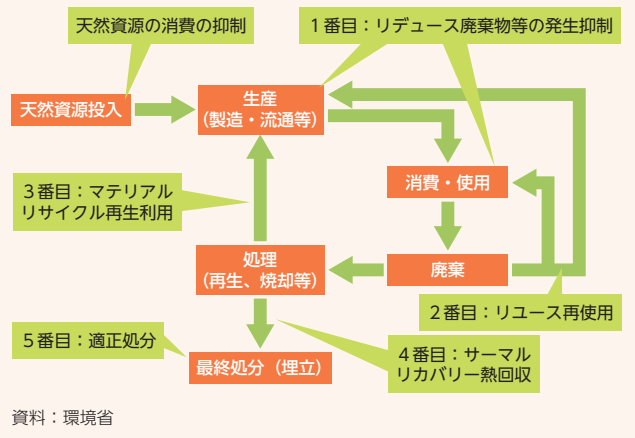 天然資源の消費の抑制
1番目：リデュース廃棄物等の発生抑制
天然資源投入
生産
（製造・流通等）
3番目：マテリアル
リサイクル再生利用
消費・使用
処理
（再生、焼却等）
廃棄
2番目：リユース再使用
5番目：適正処分
最終処分（埋立）
4番目：サーマル
リカバリー熱回収
資料：環境省